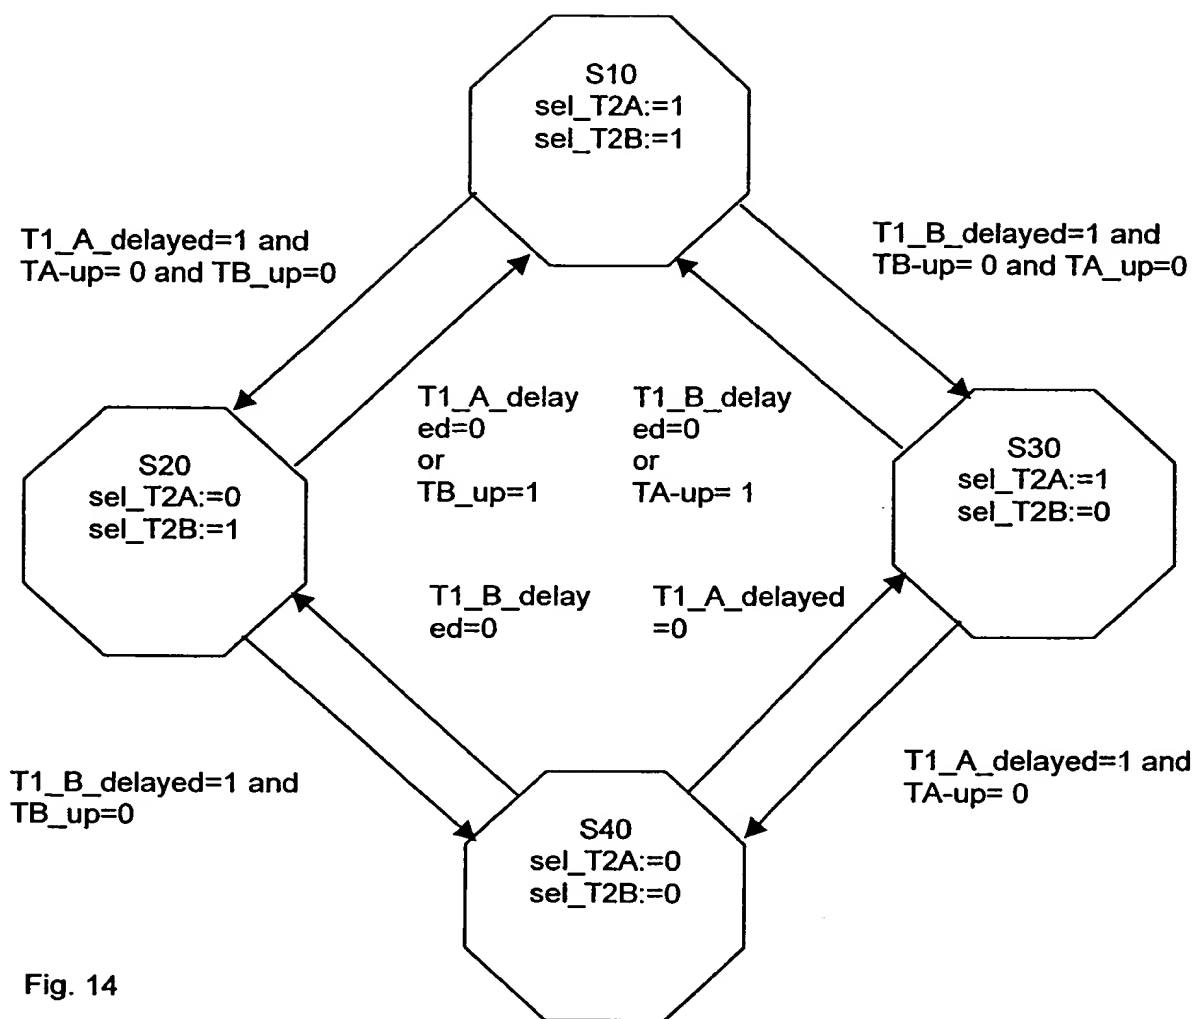 S10
sel_T2A:=1
sel_T2B:=1
T1_A_delayed=1 and
TA-up= 0 and TB_up=0
T1_B_delayed=1 and
TB-up= 0 and TA_up=0
T1_A_delay
ed=0
or
TB_up=1
T1_B_delay
ed=0
or
TA-up= 1
S20
sel_T2A:=0
sel_T2B:=1
S30
sel_T2A:=1
sel_T2B:=0
T1_B_delay
ed=0
T1_A_delayed
=0
T1_B_delayed=1 and
TB_up=0
T1_A_delayed=1 and
TA-up= 0
S40
sel_T2A:=0
sel_T2B:=0
Fig. 14